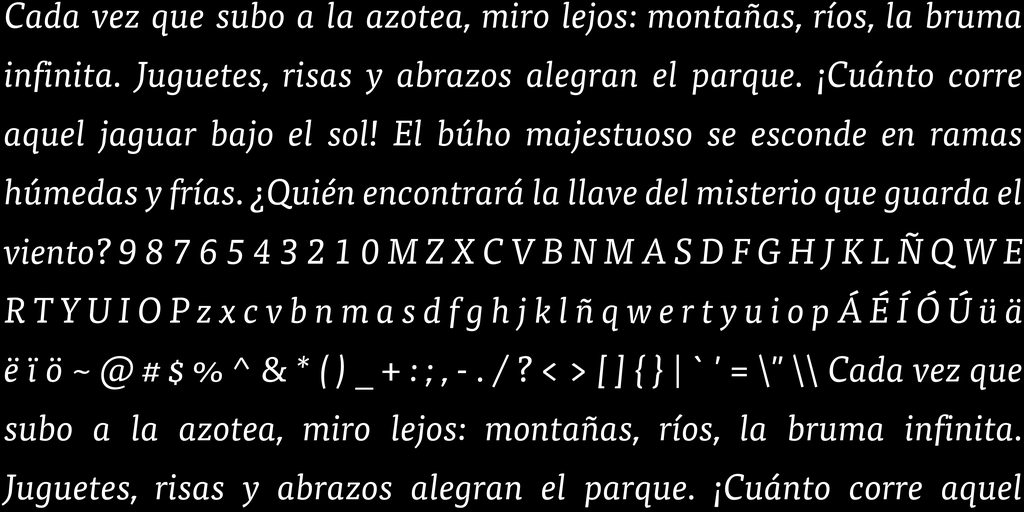 Cada vez que subo a la azotea, miro lejos: montañas, ríos, la bruma
infinita. Juguetes, risas y abrazos alegran el parque. ¡Cuánto corre
aquel jaguar bajo el sol! El búho majestuoso se esconde en ramas
húmedas y frías. ¿Quién encontrará la llave del misterio que guarda el
viento? 9 8 7 6 5 4 3 2 1 0 M Z X C V B N M A S D F G H J K L Ñ Q W E
R T Y U I O P z x c v b n m a s d f g h j k l ñ q w e r t y u i o p Á É Í Ó Ú ü ä
ë ï ö ~ @ # $ % ^ & * ( ) _ + : ; , - . / ? < > [ ] { } | ` ' = \" \\ Cada vez que
subo a la azotea, miro lejos: montañas, ríos, la bruma infinita.
Juguetes, risas y abrazos alegran el parque. ¡Cuánto corre aquel